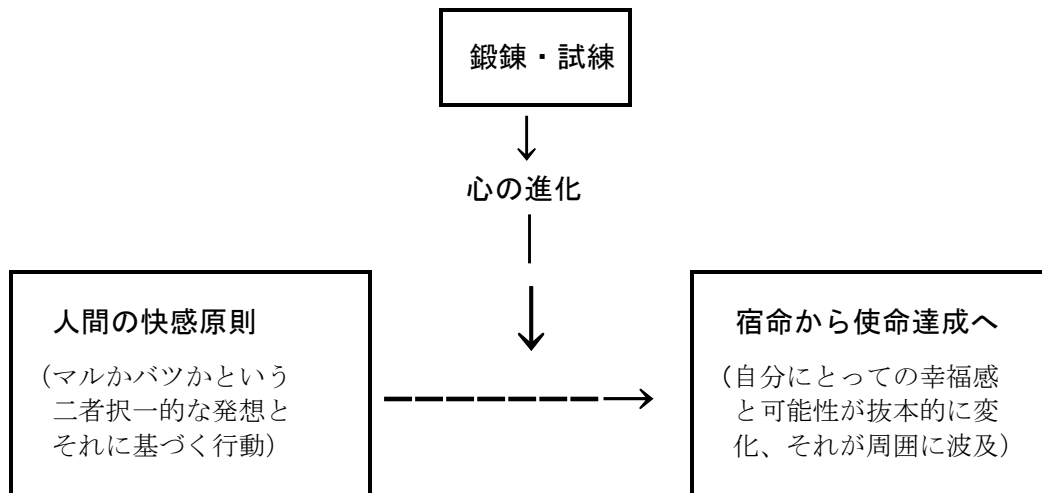 鍛錬・試練
心の進化
人間の快感原則
（マルかバツかという
二者択一的な発想と
それに基づく行動）
宿命から使命達成へ
（自分にとっての幸福感
と可能性が抜本的に変
化、それが周囲に波及）